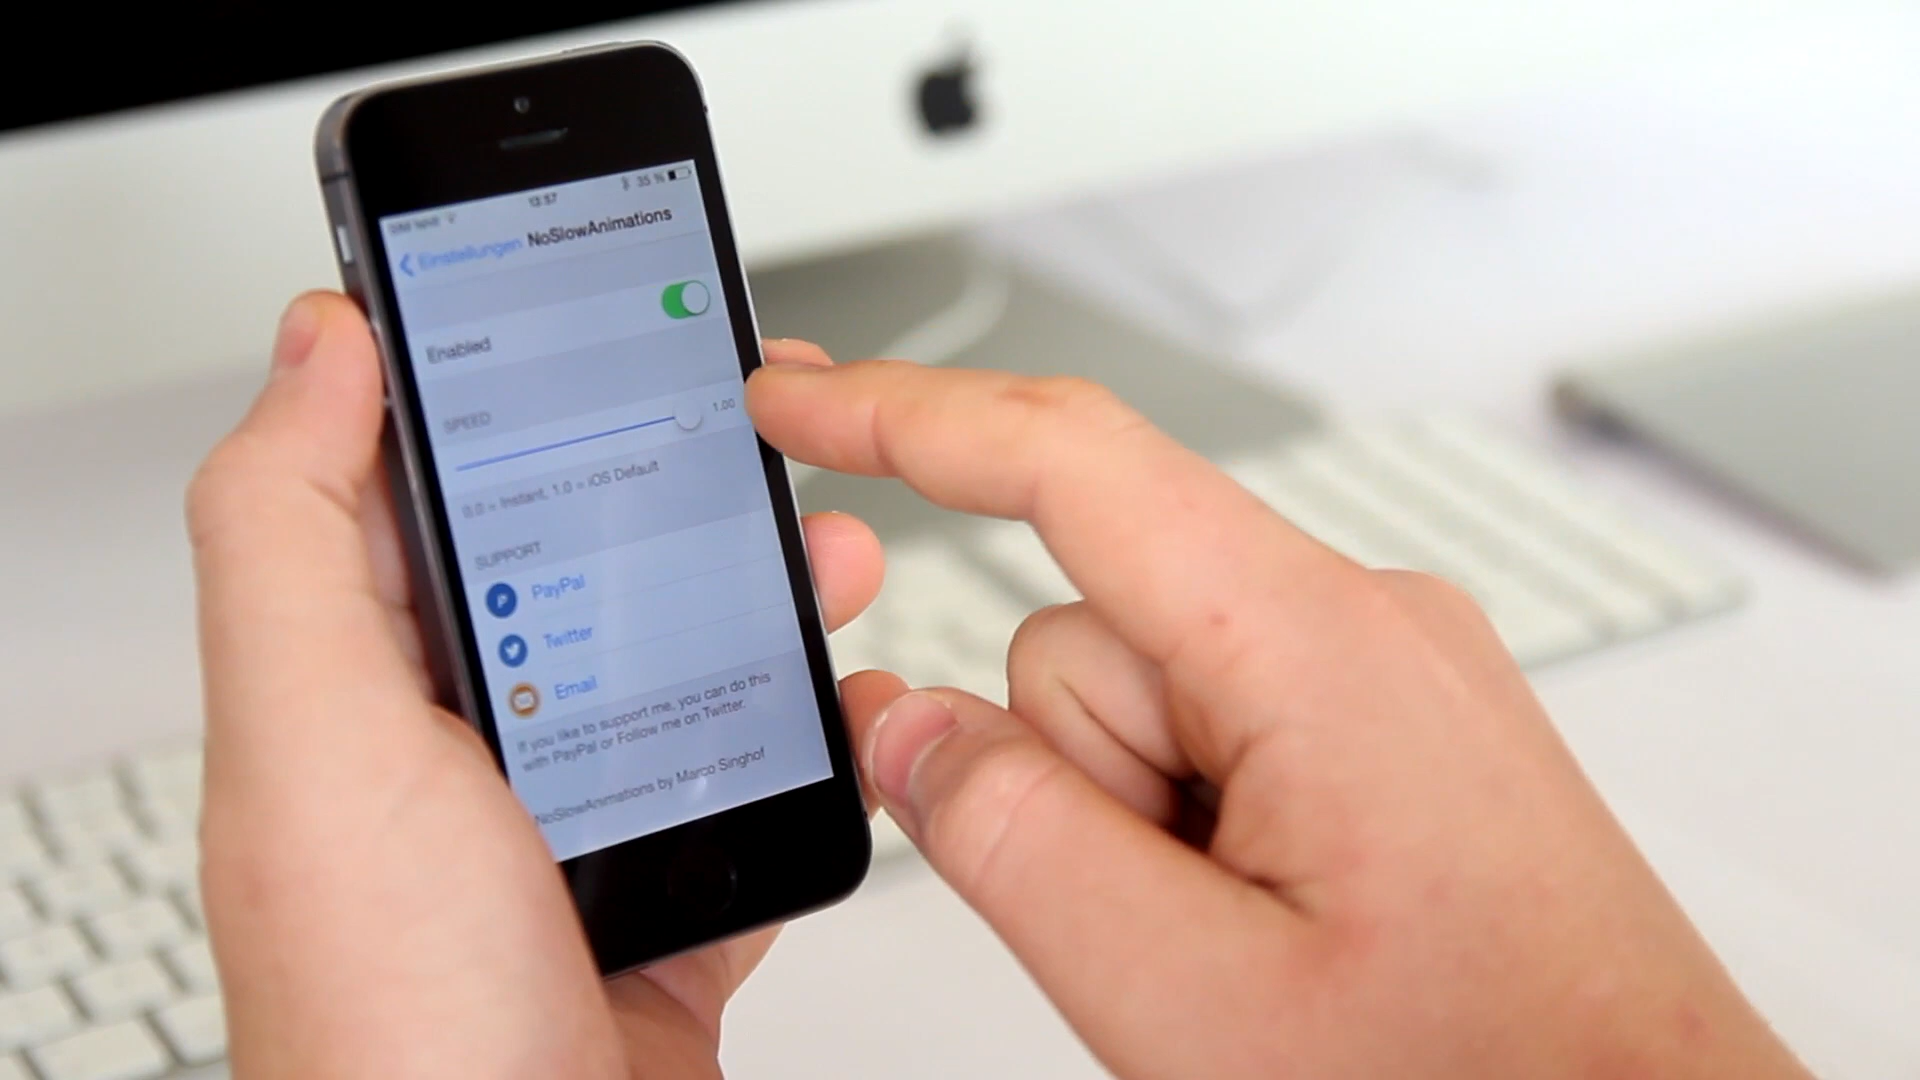 13:57
35 %
Einstellungen NoSlowAnimations
Enabled
SPEED
1.00
0.0 = Instant, 1.0 = iOS Default
SUPPORT
PayPal
Twitter
Email
If you like to support me, you can do this
with PayPal or Follow me on Twitter.
NoSlowAnimations by Marco Singhof